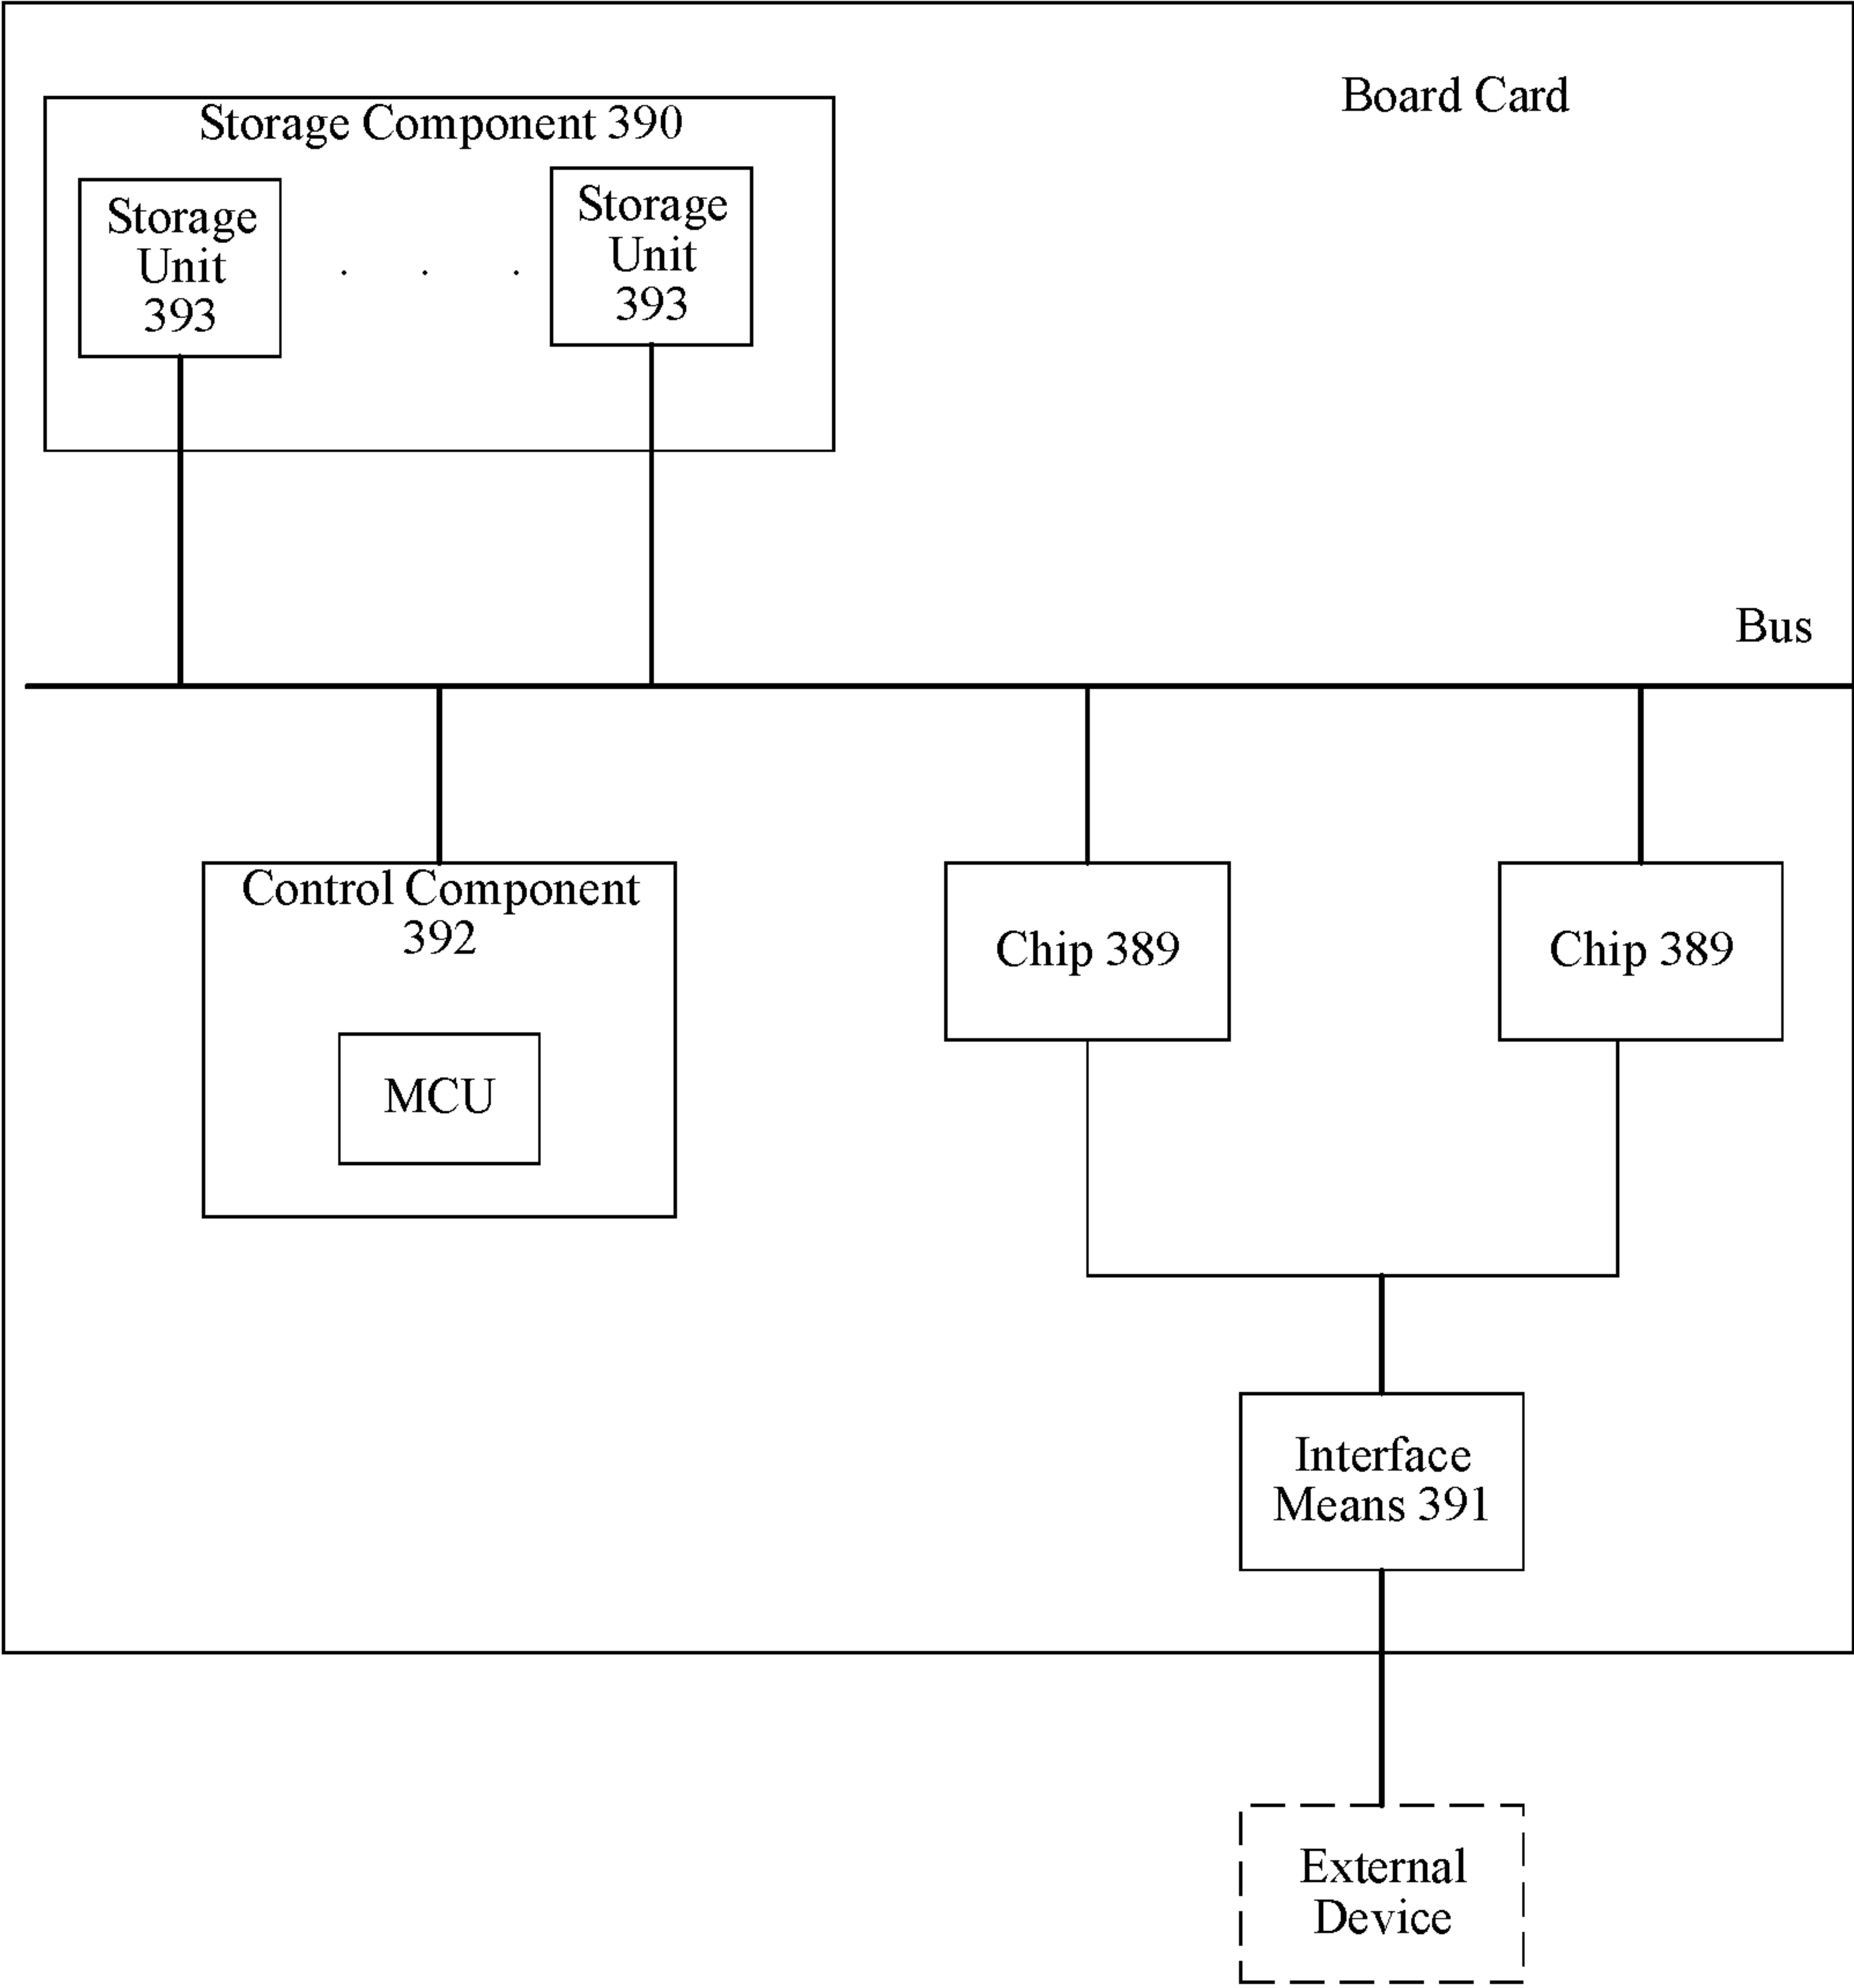 Board Card
Storage Component 390
Storage
Unit
393
. . .
Storage
Unit
393
Bus
Control Component
392
MCU
Chip 389
Chip 389
Interface
Means 391
External
Device